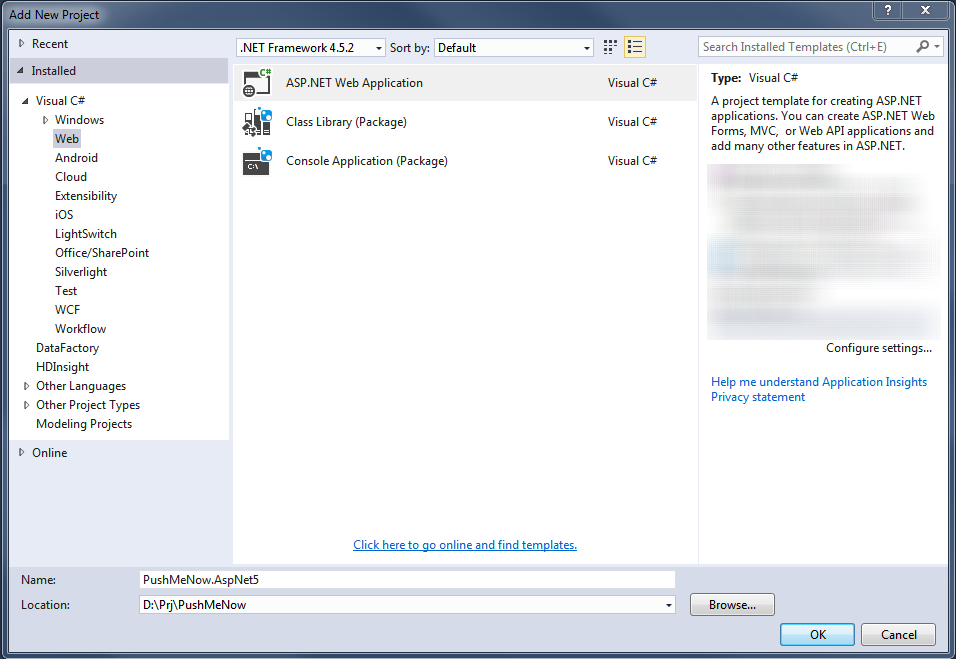 Add New Project
?
X
Recent
Installed
Visual C#
Windows
Web
Android
Cloud
Extensibility
iOS
LightSwitch
Office/SharePoint
Silverlight
Test
WCF
Workflow
DataFactory
HDInsight
Other Languages
Other Project Types
Modeling Projects
Online
.NET Framework 4.5.2
Sort by:
Default
C#
ASP.NET Web Application
Visual C#
Class Library (Package)
Visual C#
C:\
Console Application (Package)
Visual C#
Click here to go online and find templates.
Search Installed Templates (Ctrl+E)
Type: Visual C#
A project template for creating ASP.NET
applications. You can create ASP.NET Web
Forms, MVC, or Web API applications and
add many other features in ASP.NET.
Configure settings...
Help me understand Application Insights
Privacy statement
Name:
PushMeNow.AspNet5
Location:
D:\Prj\PushMeNow
Browse...
OK
Cancel